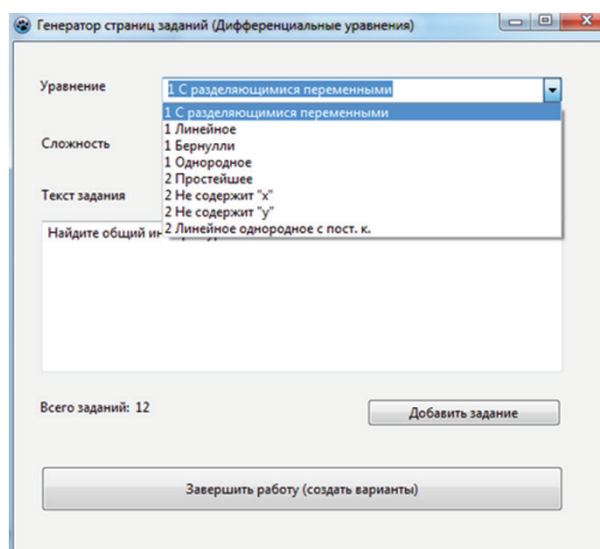 Генератор страниц заданий (Дифференциальные уравнения)
Уравнение
1 С разделяющимися переменными
1 С разделяющимися переменными
1 Линейное
1 Бернулли
1 Однородное
2 Простейшее
2 Не содержит "x"
2 Не содержит "y"
2 Линейное однородное с пост. к.
Сложность
Текст задания
Найдите общий
Всего заданий: 12
Добавить задание
Завершить работу (создать варианты)